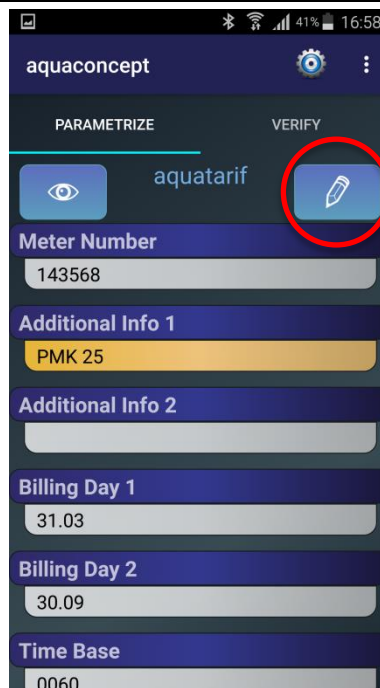 41% 16:58
aquaconcept
PARAMETRIZE VERIFY
aquatarif
Meter Number
143568
Additional Info 1
PMK 25
Additional Info 2
Billing Day 1
31.03
Billing Day 2
30.09
Time Base
0060